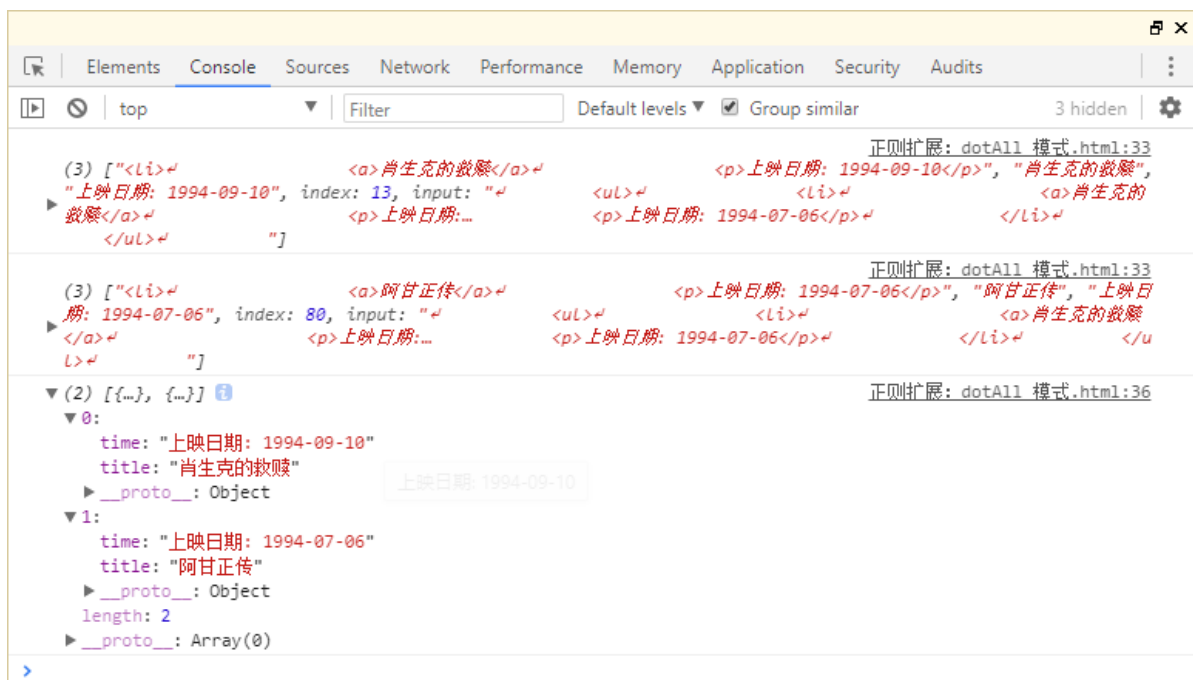 Elements Console Sources Network Performance Memory Application Security Audits
top Filter Default levels Group similar 3 hidden
正则扩展: dotAll 模式.html:33
(3) ["<li>↵ <a>肖生克的救赎</a>↵ <p>上映日期: 1994-09-10</p>", "肖生克的救赎",
"上映日期: 1994-09-10", index: 13, input: "↵ <ul>↵ <li>↵ <a>肖生克的
救赎</a>↵ <p>上映日期:… <p>上映日期: 1994-07-06</p>↵ </li>↵
</ul>↵ "]
正则扩展: dotAll 模式.html:33
(3) ["<li>↵ <a>阿甘正传</a>↵ <p>上映日期: 1994-07-06</p>", "阿甘正传", "上映日
期: 1994-07-06", index: 80, input: "↵ <ul>↵ <li>↵ <a>肖生克的救赎
</a>↵ <p>上映日期:… <p>上映日期: 1994-07-06</p>↵ </li>↵ </u
l>↵ "]
(2) [{…}, {…}] i 正则扩展: dotAll 模式.html:36
0:
time: "上映日期: 1994-09-10"
title: "肖生克的救赎"
上映日期: 1994-09-10
__proto__: Object
1:
time: "上映日期: 1994-07-06"
title: "阿甘正传"
__proto__: Object
length: 2
__proto__: Array(0)